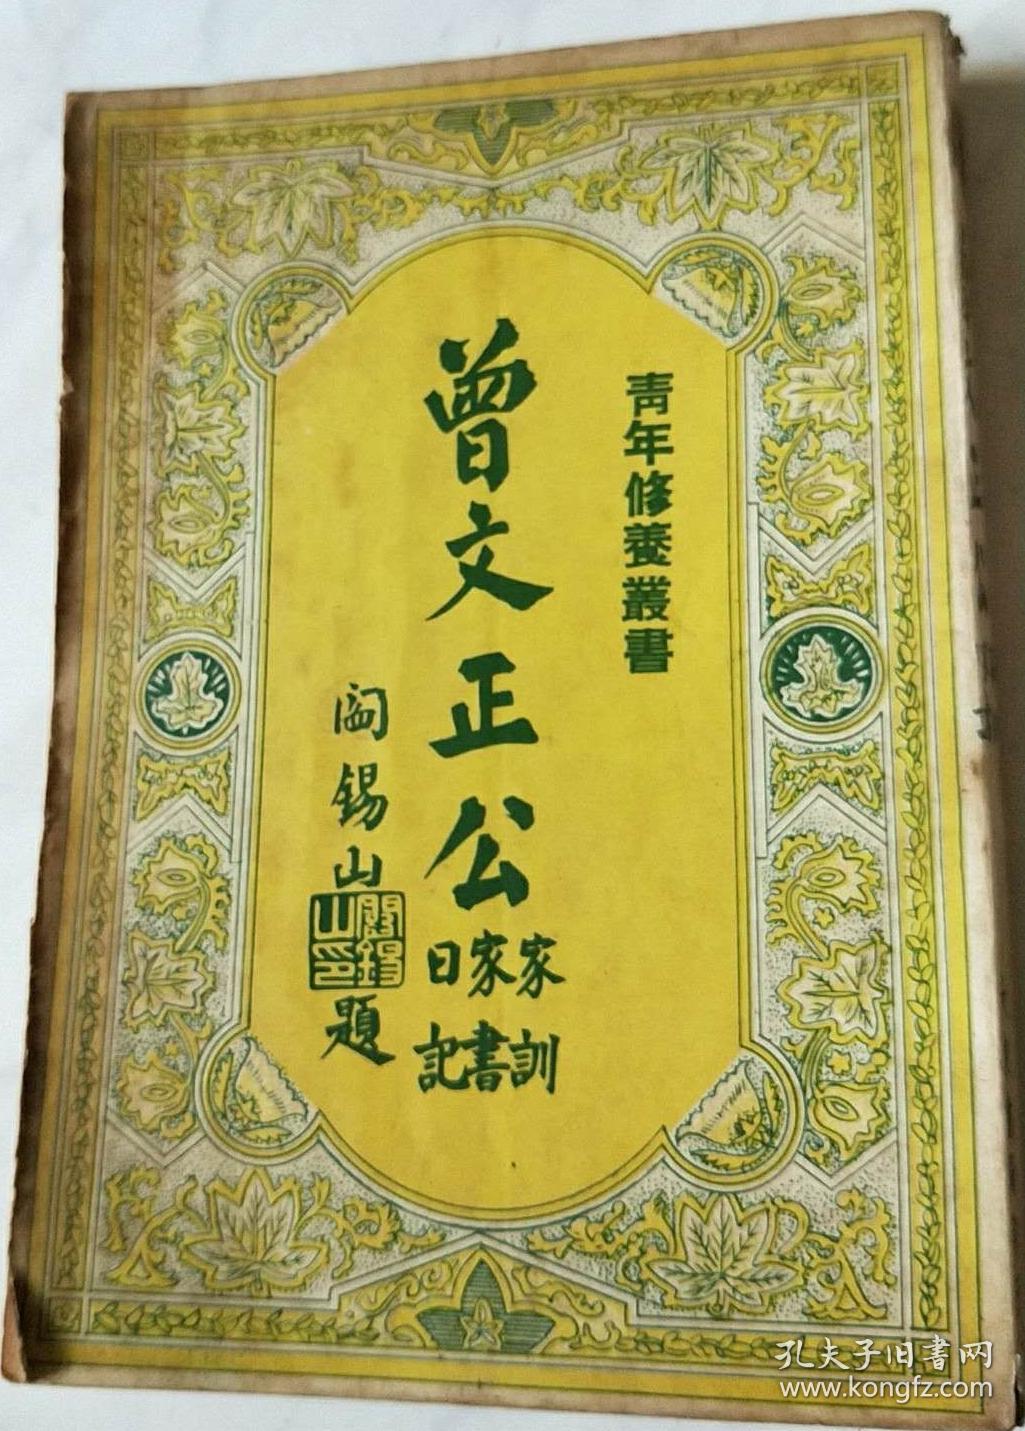 青年修養叢書
曾文正公
家訓
家書
日記
閻錫山題
閻錫山印
孔夫子旧書网
www.kongfz.com